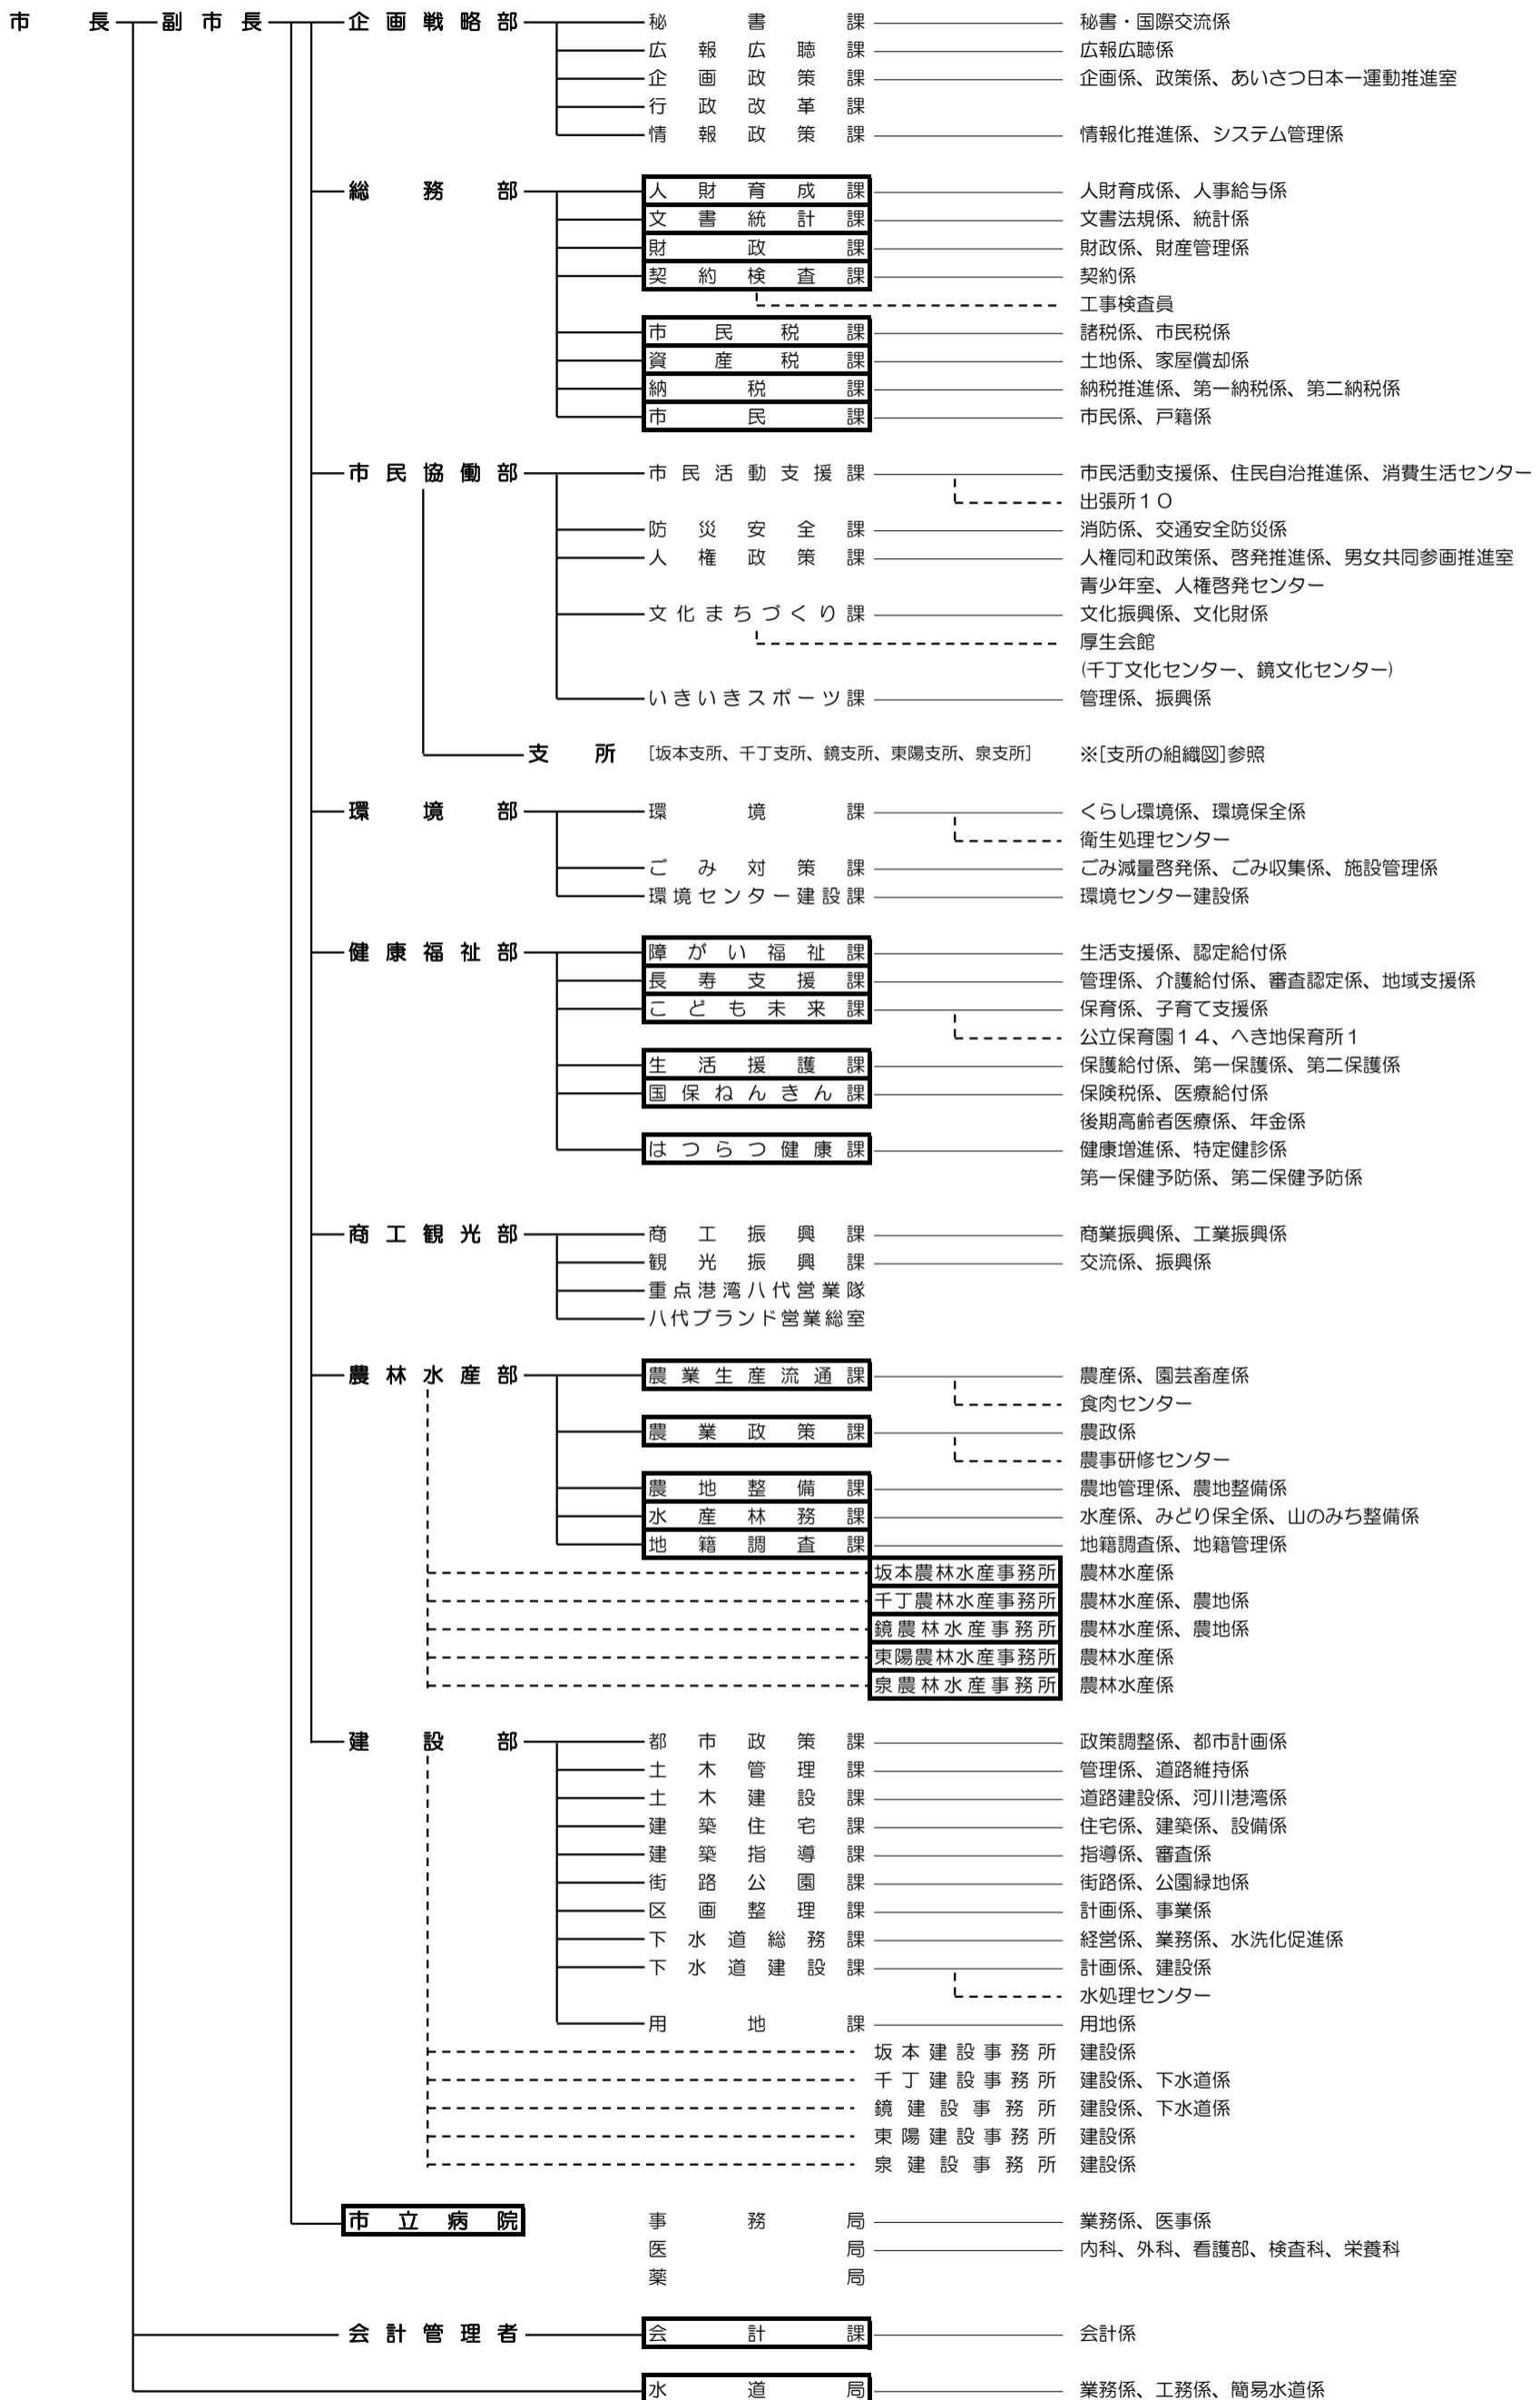 市長 副市長 企画戦略部 秘書課 秘書・国際交流係
広報広聴課 広報広聴係
企画政策課 企画係、政策係、あいさつ日本一運動推進室
行政改革課
情報政策課 情報化推進係、システム管理係
総務部 人財育成課 人財育成係、人事給与係
文書統計課 文書法規係、統計係
財政課 財政係、財産管理係
契約検査課 契約係
工事検査員
市民税課 諸税係、市民税係
資産税課 土地係、家屋償却係
納税課 納税推進係、第一納税係、第二納税係
市民課 市民係、戸籍係
市民協働部 市民活動支援課 市民活動支援係、住民自治推進係、消費生活センター
出張所１０
防災安全課 消防係、交通安全防災係
人権政策課 人権同和政策係、啓発推進係、男女共同参画推進室
青少年室、人権啓発センター
文化まちづくり課 文化振興係、文化財係
厚生会館
(千丁文化センター、鏡文化センター)
いきいきスポーツ課 管理係、振興係
支所 [坂本支所、千丁支所、鏡支所、東陽支所、泉支所] ※[支所の組織図]参照
環境部 環境課 くらし環境係、環境保全係
衛生処理センター
ごみ対策課 ごみ減量啓発係、ごみ収集係、施設管理係
環境センター建設課 環境センター建設係
健康福祉部 障がい福祉課 生活支援係、認定給付係
長寿支援課 管理係、介護給付係、審査認定係、地域支援係
こども未来課 保育係、子育て支援係
公立保育園１４、へき地保育所１
生活援護課 保護給付係、第一保護係、第二保護係
国保ねんきん課 保険税係、医療給付係
後期高齢者医療係、年金係
はつらつ健康課 健康増進係、特定健診係
第一保健予防係、第二保健予防係
商工観光部 商工振興課 商業振興係、工業振興係
観光振興課 交流係、振興係
重点港湾八代営業隊
八代ブランド営業総室
農林水産部 農業生産流通課 農産係、園芸畜産係
食肉センター
農業政策課 農政係
農事研修センター
農地整備課 農地管理係、農地整備係
水産林務課 水産係、みどり保全係、山のみち整備係
地籍調査課 地籍調査係、地籍管理係
坂本農林水産事務所 農林水産係
千丁農林水産事務所 農林水産係、農地係
鏡農林水産事務所 農林水産係、農地係
東陽農林水産事務所 農林水産係
泉農林水産事務所 農林水産係
建設部 都市政策課 政策調整係、都市計画係
土木管理課 管理係、道路維持係
土木建設課 道路建設係、河川港湾係
建築住宅課 住宅係、建築係、設備係
建築指導課 指導係、審査係
街路公園課 街路係、公園緑地係
区画整理課 計画係、事業係
下水道総務課 経営係、業務係、水洗化促進係
下水道建設課 計画係、建設係
水処理センター
用地課 用地係
坂本建設事務所 建設係
千丁建設事務所 建設係、下水道係
鏡建設事務所 建設係、下水道係
東陽建設事務所 建設係
泉建設事務所 建設係
市立病院 事務局 業務係、医事係
医局 内科、外科、看護部、検査科、栄養科
薬局
会計管理者 会計課 会計係
水道局 業務係、工務係、簡易水道係